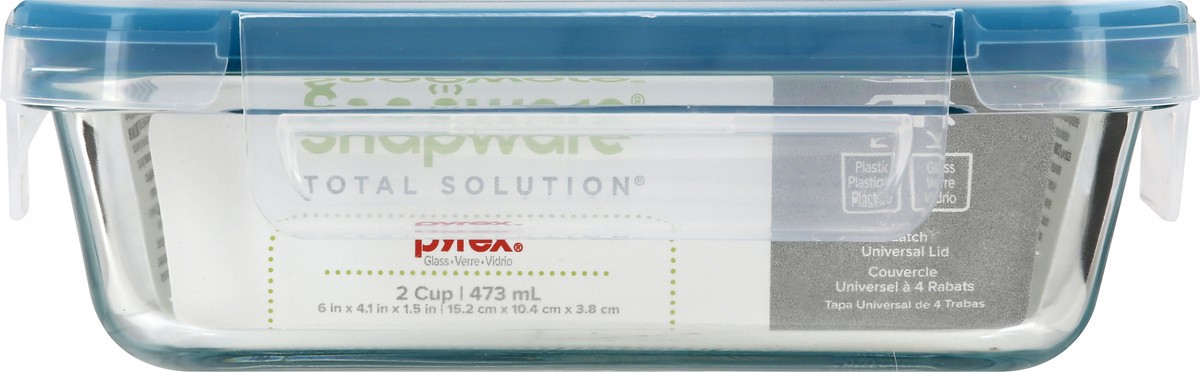 Snapware®
TOTAL SOLUTION®
pyrex®
Glass • Verre • Vidrio
2 Cup | 473 mL
6 in x 4.1 in x 1.5 in | 15.2 cm x 10.4 cm x 3.8 cm
Plastic
Plastique
Plástico
Glass
Verre
Vidrio
Latch
Universal Lid
Couvercle
Universel à 4 Rabats
Tapa Universal de 4 Trabas